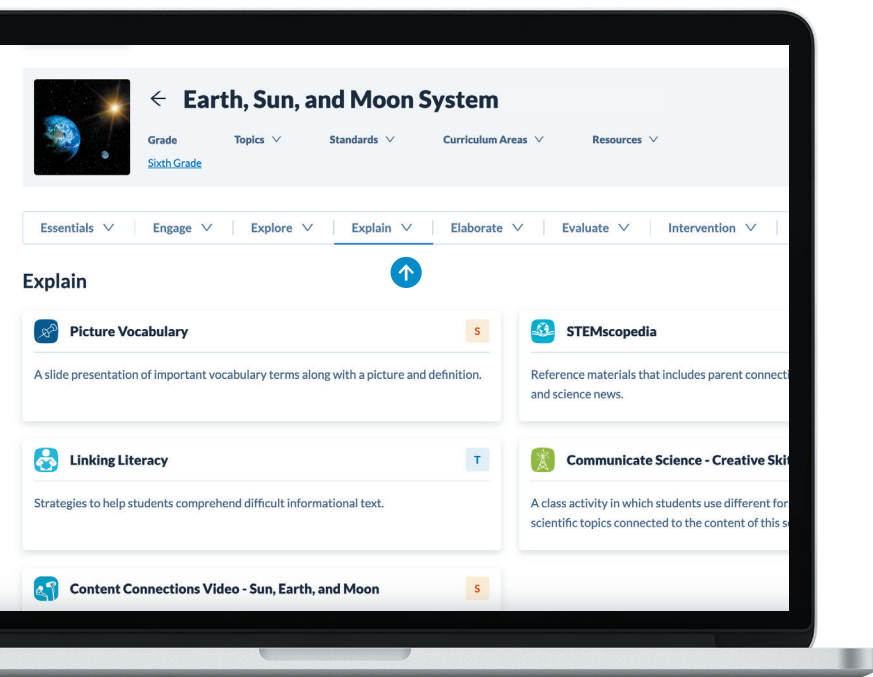 Earth, Sun, and Moon System
Grade Topics Standards Curriculum Areas Resources
Sixth Grade
Essentials Engage Explore Explain Elaborate Evaluate Intervention
Explain
Picture Vocabulary S
A slide presentation of important vocabulary terms along with a picture and definition.
STEMscopedia
Reference materials that includes parent connecti
and science news.
Linking Literacy T
Strategies to help students comprehend difficult informational text.
Communicate Science - Creative Skit
A class activity in which students use different for
scientific topics connected to the content of this
Content Connections Video - Sun, Earth, and Moon S